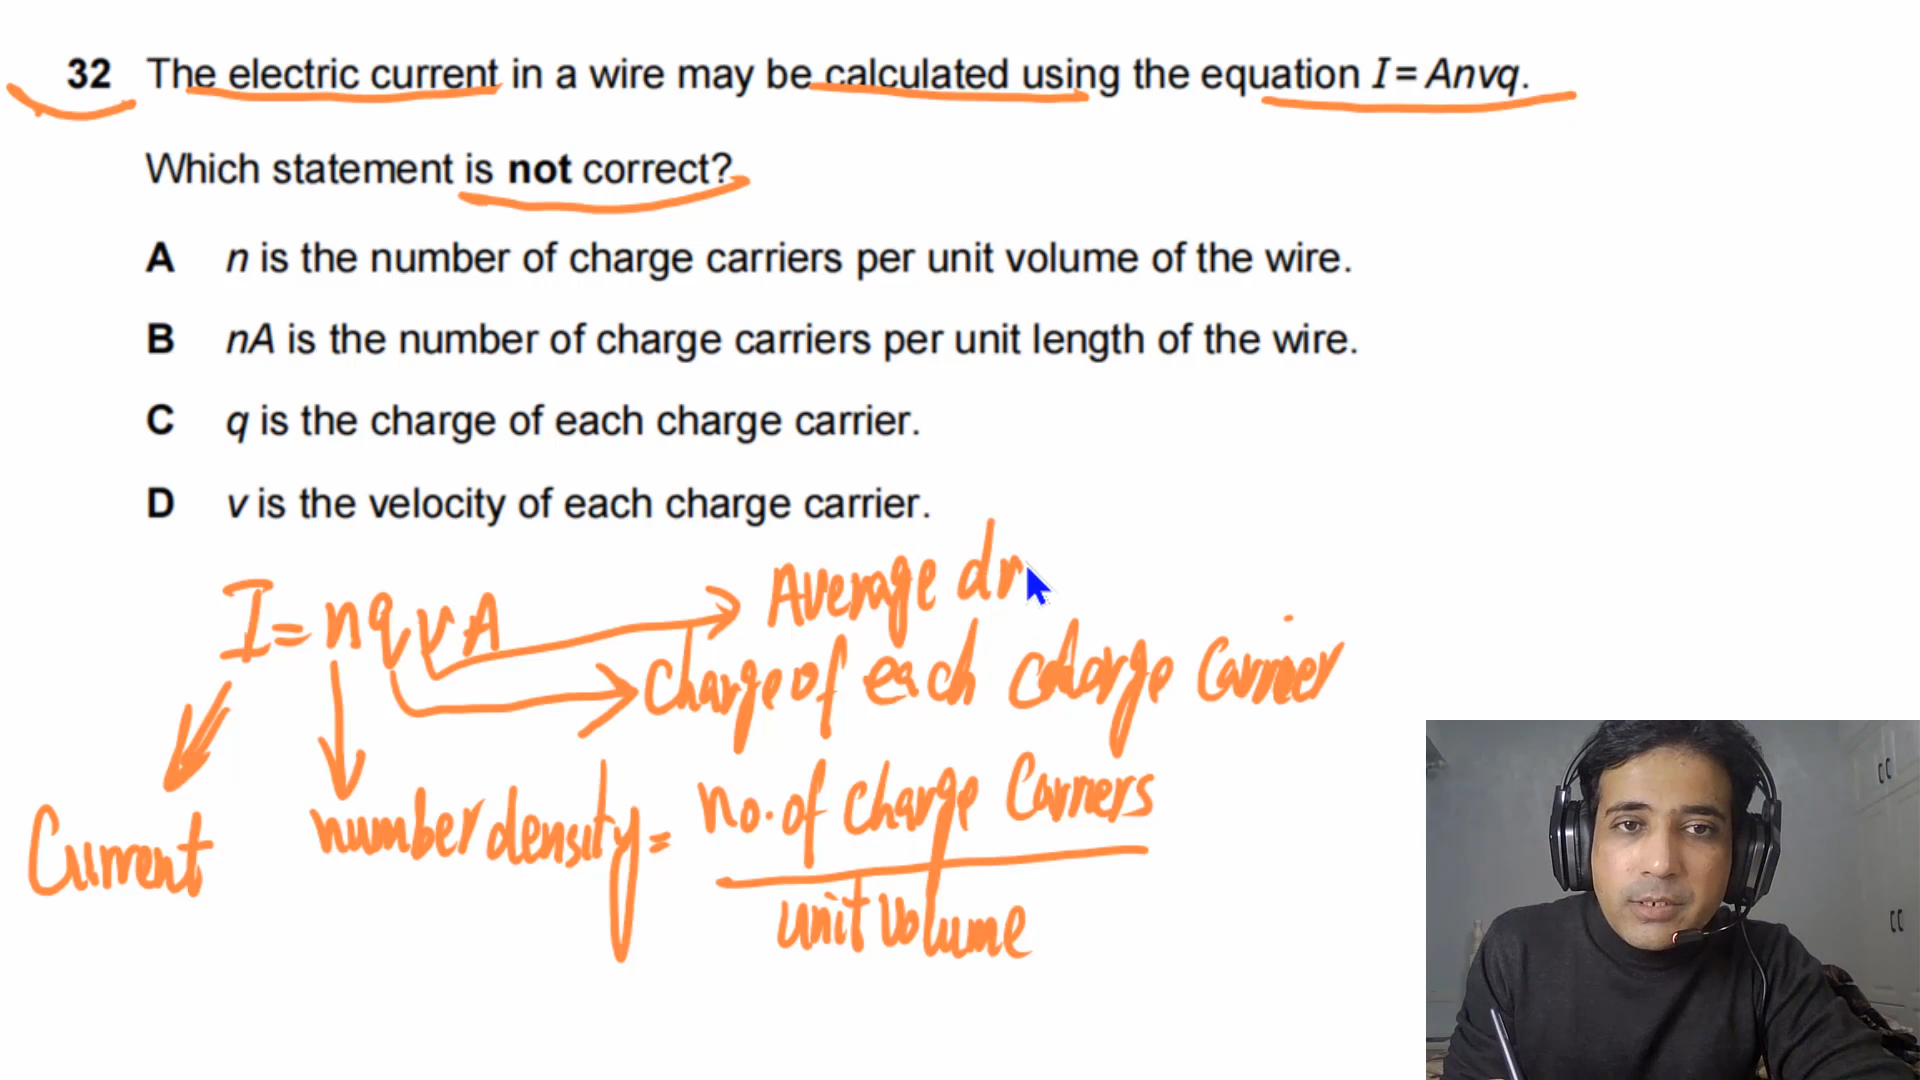 32 The electric current in a wire may be calculated using the equation I = Anvq.
Which statement is not correct?
A n is the number of charge carriers per unit volume of the wire.
B nA is the number of charge carriers per unit length of the wire.
C q is the charge of each charge carrier.
D v is the velocity of each charge carrier.
I = nqvA
Average dr
Charge of each charge Carrier
Current
number density = no. of charge Carriers
unit volume